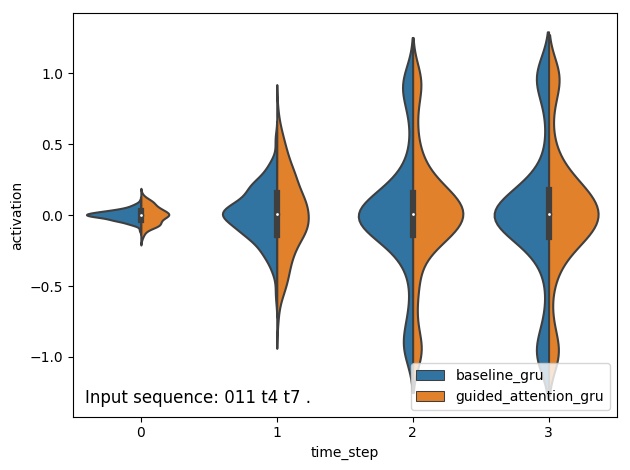 1.0
0.5
0.0
−0.5
−1.0
activation
Input sequence: 011 t4 t7 .
baseline_gru
guided_attention_gru
0 1 2 3
time_step